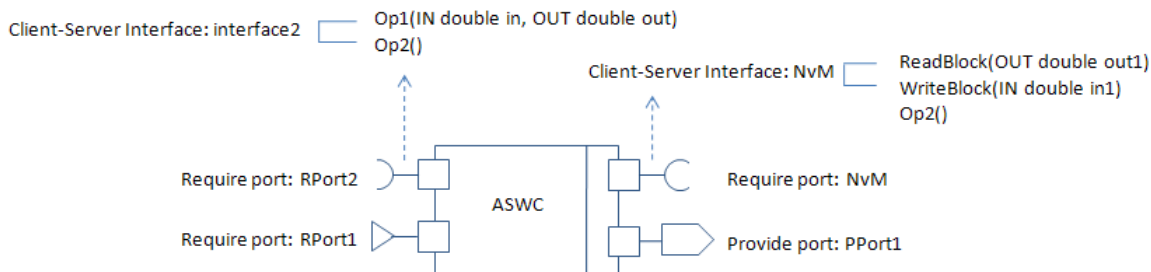 Client-Server Interface: interface2
Op1(IN double in, OUT double out)
Op2()
Client-Server Interface: NvM
ReadBlock(OUT double out1)
WriteBlock(IN double in1)
Op2()
Require port: RPort2
ASWC
Require port: NvM
Require port: RPort1
Provide port: PPort1